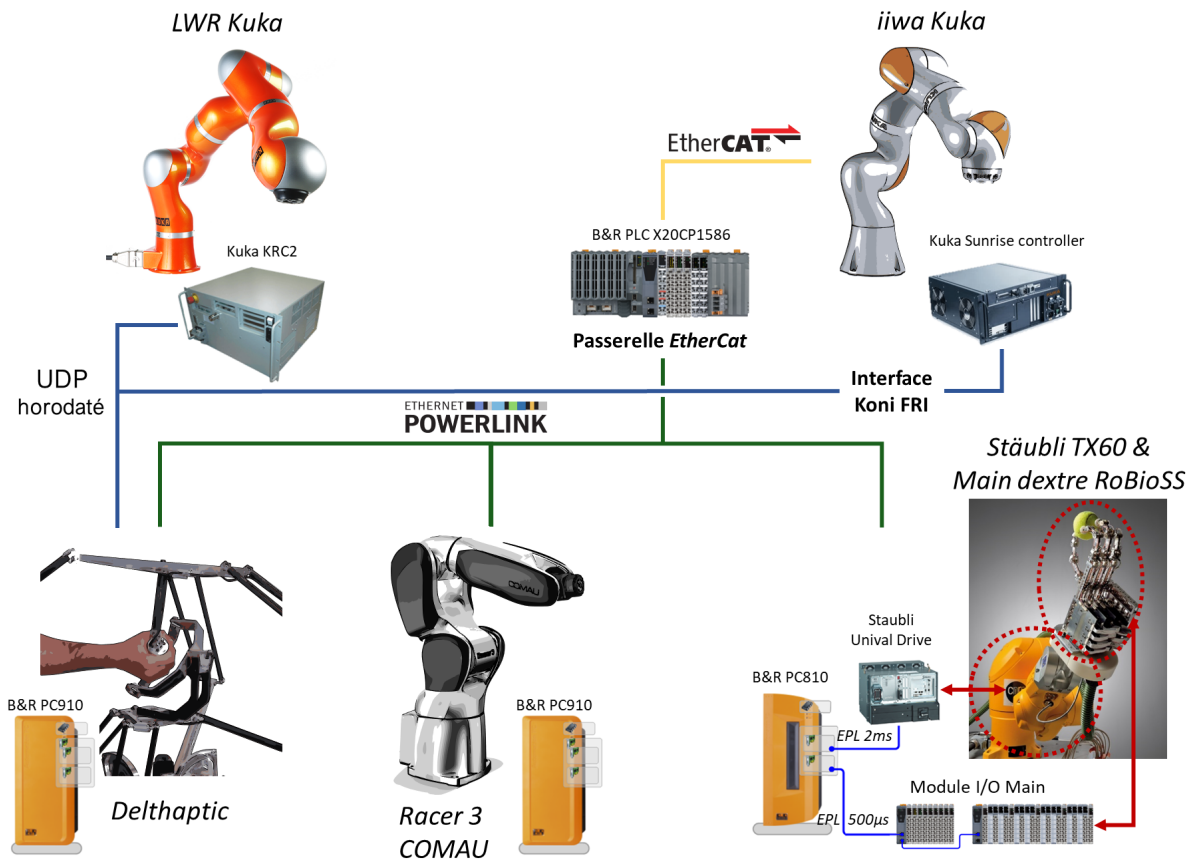 LWR Kuka
iiwa Kuka
EtherCAT®
B&R PLC X20CP1586
Kuka KRC2
Kuka Sunrise controller
Passerelle EtherCat
UDP
horodaté
Interface
Koni FRI
ETHERNET
POWERLINK
Stäubli TX60 &
Main dextre RoBioSS
COMAU
Staubli
Unival Drive
B&R PC910
B&R PC910
B&R PC810
EPL 2ms
Module I/O Main
EPL 500µs
Delthaptic
Racer 3
COMAU